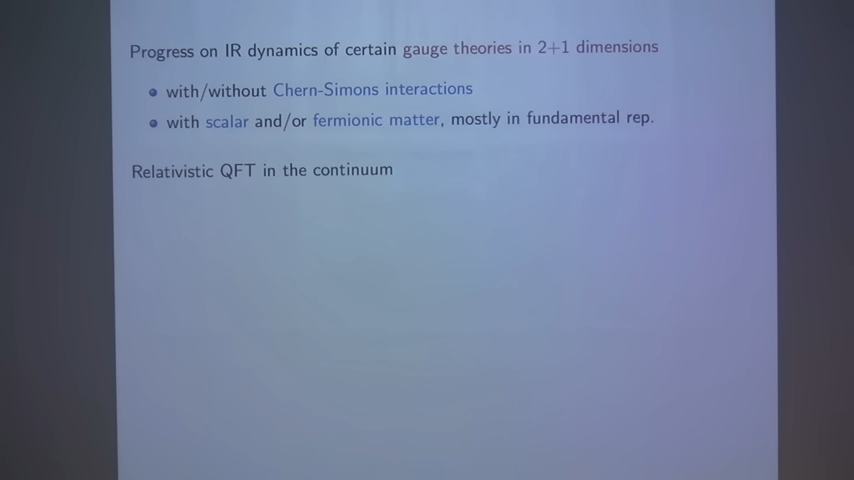 Progress on IR dynamics of certain gauge theories in 2+1 dimensions
with/without Chern-Simons interactions
with scalar and/or fermionic matter, mostly in fundamental rep.
Relativistic QFT in the continuum